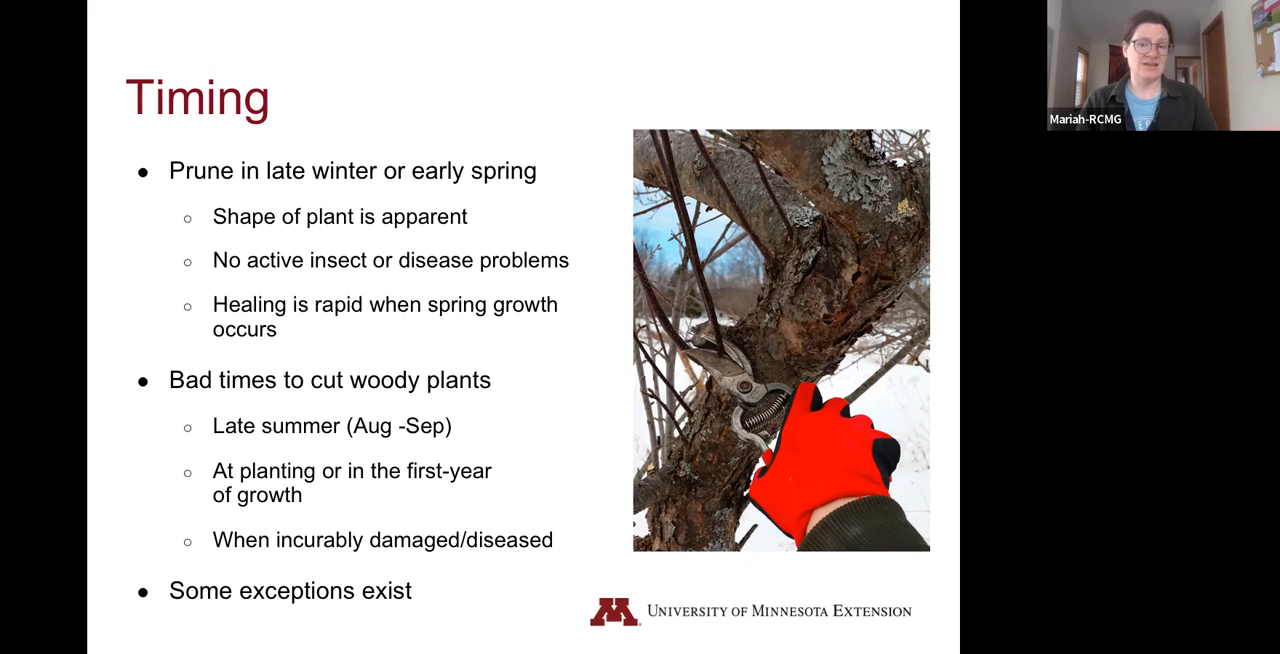 Timing
● Prune in late winter or early spring
○ Shape of plant is apparent
○ No active insect or disease problems
○ Healing is rapid when spring growth
occurs
● Bad times to cut woody plants
○ Late summer (Aug -Sep)
○ At planting or in the first-year
of growth
○ When incurably damaged/diseased
● Some exceptions exist
UNIVERSITY OF MINNESOTA EXTENSION
Mariah-RCMG